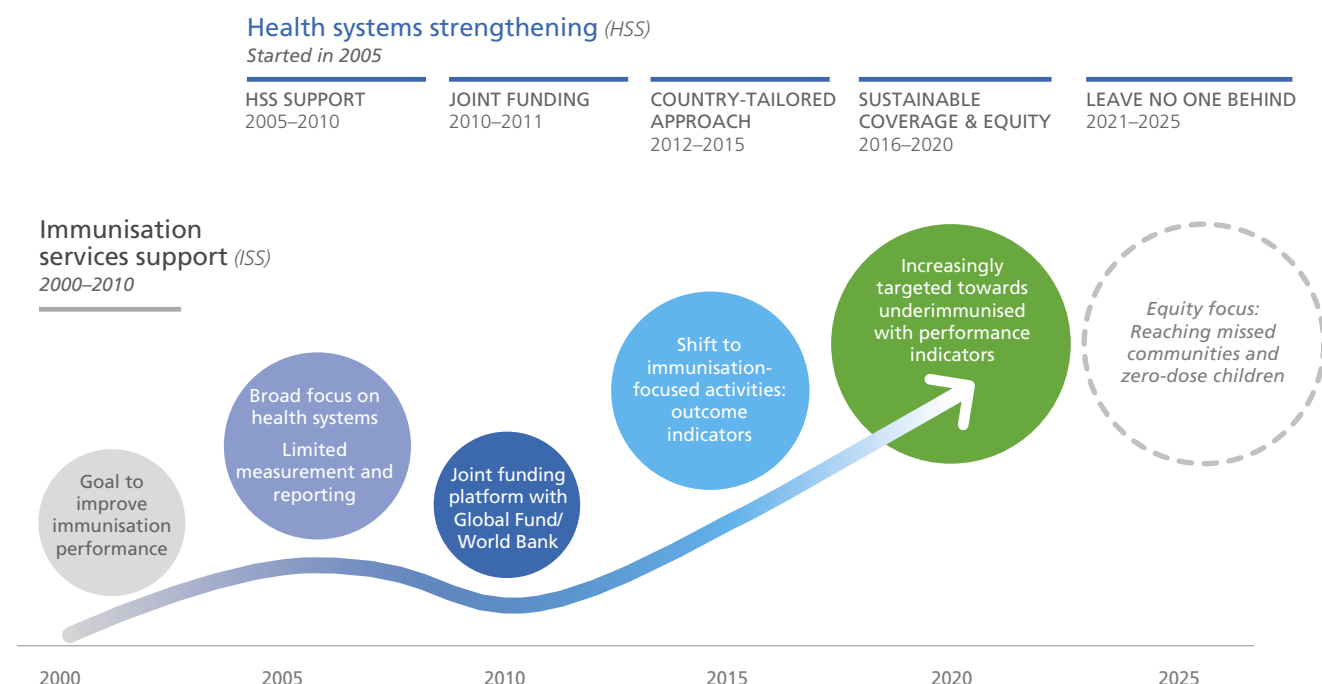 Health systems strengthening (HSS)
Started in 2005
HSS SUPPORT
2005–2010
JOINT FUNDING
2010–2011
COUNTRY-TAILORED
APPROACH
2012–2015
SUSTAINABLE
COVERAGE & EQUITY
2016–2020
LEAVE NO ONE BEHIND
2021–2025
Immunisation
services support (ISS)
2000–2010
Goal to
improve
immunisation
performance
Broad focus on
health systems
Limited
measurement and
reporting
Joint funding
platform with
Global Fund/
World Bank
Shift to
immunisation-
focused activities:
outcome
indicators
Increasingly
targeted towards
underimmunised
with performance
indicators
Equity focus:
Reaching missed
communities and
zero-dose children
2000 2005 2010 2015 2020 2025